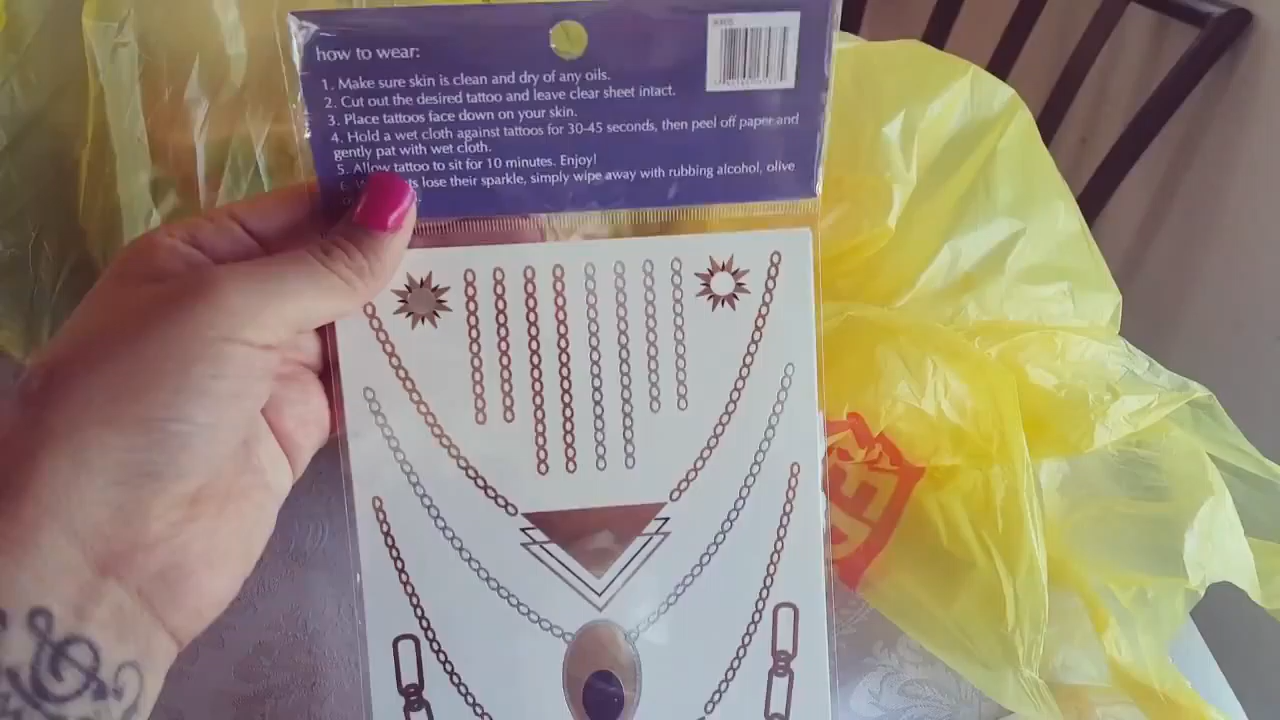 how to wear:
1. Make sure skin is clean and dry of any oils.
2. Cut out the desired tattoo and leave clear sheet intact.
3. Place tattoos face down on your skin.
4. Hold a wet cloth against tattoos for 30-45 seconds, then peel off paper and
gently pat with wet cloth.
5. Allow tattoo to sit for 10 minutes. Enjoy!
lose their sparkle, simply wipe away with rubbing alcohol, olive